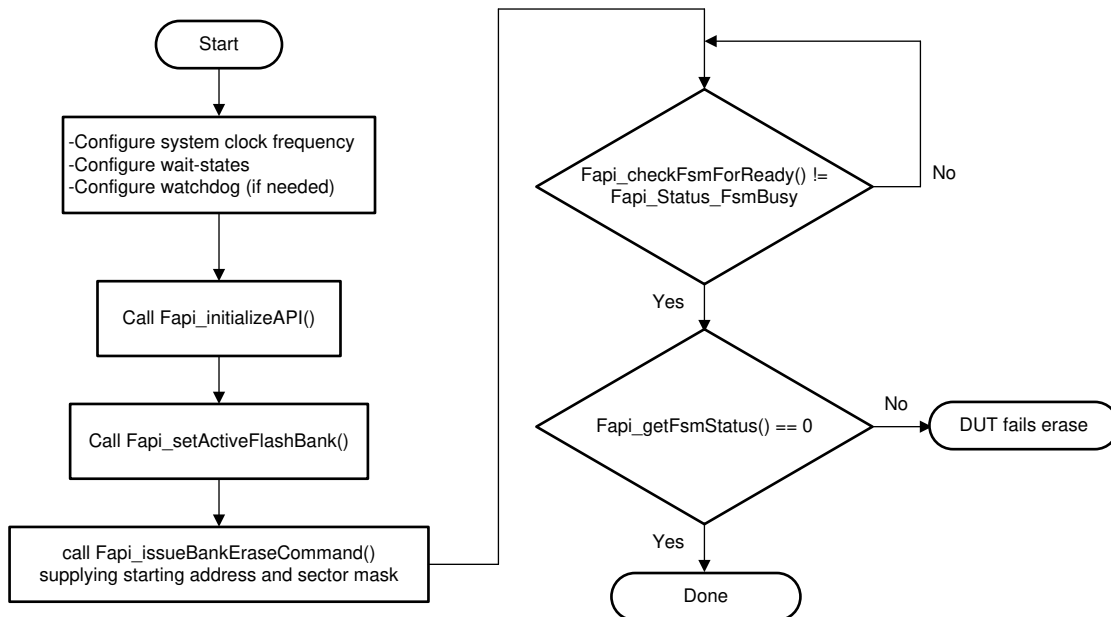 Start
-Configure system clock frequency
-Configure wait-states
-Configure watchdog (if needed)
Call Fapi_initializeAPI()
Call Fapi_setActiveFlashBank()
call Fapi_issueBankEraseCommand()
supplying starting address and sector mask
Fapi_checkFsmForReady() !=
Fapi_Status_FsmBusy
No
Yes
Fapi_getFsmStatus() == 0
No
DUT fails erase
Yes
Done